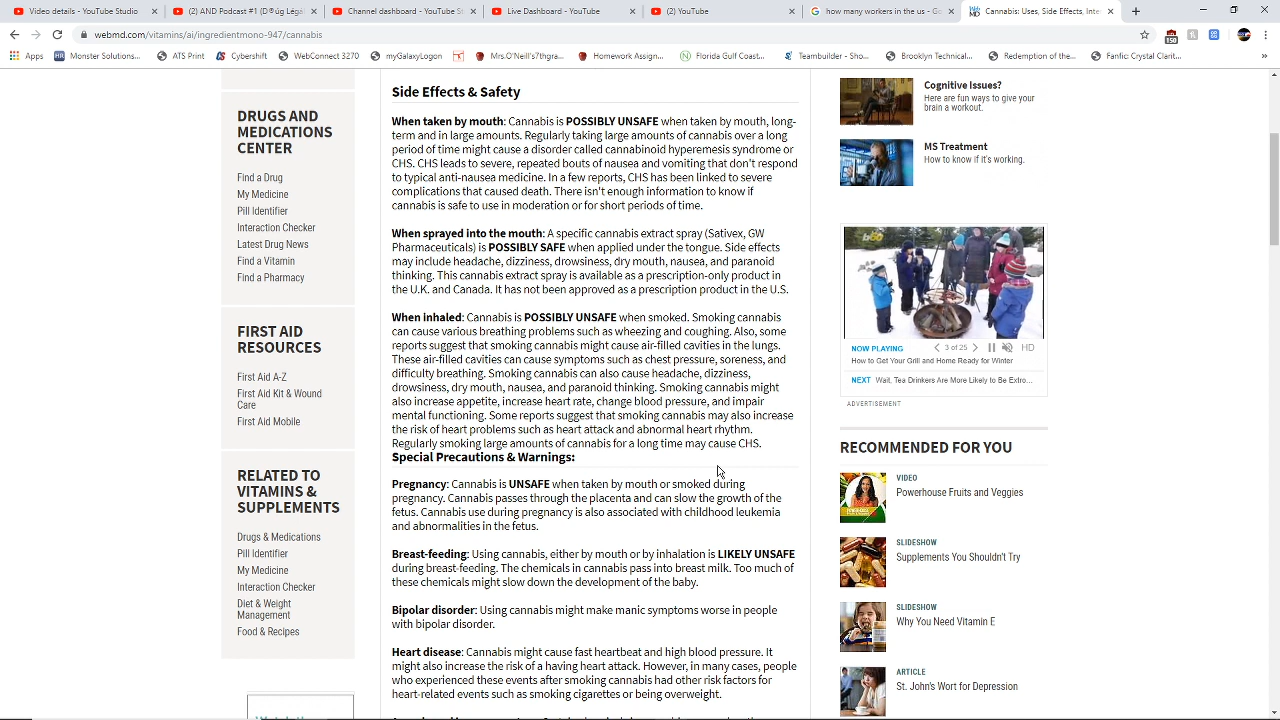 Video details - YouTube
(2) AND Podcast #1 (D®ug Légal
Channel dashboard - YouTube St
Live Dashboard - YouTube
(2) YouTube
how many workers in the us - Go
Cannabis: Uses, Side Effects, Inte
webmd.com/vitamins/ai/ingredientmono-947/cannabis
150
Apps
Monster Solutions...
ATS Print
Cybershift
WebConnect 3270
myGalaxyLogon
Mrs.O'Neill's7thgra...
Homework Assign...
Florida Gulf Coast...
Teambuilder - Sho...
Brooklyn Technical...
Redemption of the...
Fanfic: Crystal Clarit...
DRUGS AND
MEDICATIONS
CENTER
Find a Drug
My Medicine
Pill Identifier
Interaction Checker
Latest Drug News
Find a Vitamin
Find a Pharmacy
FIRST AID
RESOURCES
First Aid A-Z
First Aid Kit & Wound
Care
First Aid Mobile
RELATED TO
VITAMINS &
SUPPLEMENTS
Drugs & Medications
Pill Identifier
My Medicine
Interaction Checker
Diet & Weight
Management
Food & Recipes
Side Effects & Safety
When taken by mouth: Cannabis is POSSIBLY UNSAFE when taken by mouth, long-
term and in large amounts. Regularly taking large amounts of cannabis over a long
period of time might cause a disorder called cannabinoid hyperemesis syndrome or
CHS. CHS leads to severe, repeated bouts of nausea and vomiting that don't respond
to typical anti-nausea medicine. In a few reports, CHS has been linked to severe
complications that caused death. There isn't enough information to know if
cannabis is safe to use in moderation or for short periods of time.
When sprayed into the mouth: A specific cannabis extract spray (Sativex, GW
Pharmaceuticals) is POSSIBLY SAFE when applied under the tongue. Side effects
may include headache, dizziness, drowsiness, dry mouth, nausea, and paranoid
thinking. This cannabis extract spray is available as a prescription-only product in
the U.K. and Canada. It has not been approved as a prescription product in the U.S.
When inhaled: Cannabis is POSSIBLY UNSAFE when smoked. Smoking cannabis
can cause various breathing problems such as wheezing and coughing. Also, some
reports suggest that smoking cannabis might cause air-filled cavities in the lungs.
These air-filled cavities can cause symptoms such as chest pressure, soreness, and
difficulty breathing. Smoking cannabis can also cause headache, dizziness,
drowsiness, dry mouth, nausea, and paranoid thinking. Smoking cannabis might
also increase appetite, increase heart rate, change blood pressure, and impair
mental functioning. Some reports suggest that smoking cannabis may also increase
the risk of heart problems such as heart attack and abnormal heart rhythm.
Regularly smoking large amounts of cannabis for a long time may cause CHS.
Special Precautions & Warnings:
Pregnancy: Cannabis is UNSAFE when taken by mouth or smoked during
pregnancy. Cannabis passes through the placenta and can slow the growth of the
fetus. Cannabis use during pregnancy is also associated with childhood leukemia
and abnormalities in the fetus.
Breast-feeding: Using cannabis, either by mouth or by inhalation is LIKELY UNSAFE
during breast-feeding. The chemicals in cannabis pass into breast milk. Too much of
these chemicals might slow down the development of the baby.
Bipolar disorder: Using cannabis might make manic symptoms worse in people
with bipolar disorder.
Heart disease: Cannabis might cause fast heartbeat and high blood pressure. It
might also increase the risk of a having heart attack. However, in many cases, people
who experienced these events after smoking cannabis had other risk factors for
heart-related events such as smoking cigarettes or being overweight.
Cognitive Issues?
Here are fun ways to give your
brain a workout.
MS Treatment
How to know if it's working.
NOW PLAYING
3 of 25
HD
How to Get Your Grill and Home Ready for Winter
NEXT Wait, Tea Drinkers Are More Likely to Be Extro...
ADVERTISEMENT
RECOMMENDED FOR YOU
VIDEO
Powerhouse Fruits and Veggies
SLIDESHOW
Supplements You Shouldn't Try
SLIDESHOW
Why You Need Vitamin E
ARTICLE
St. John's Wort for Depression